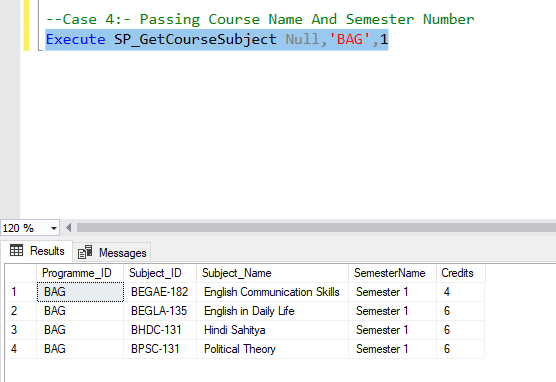 --Case 4:- Passing Course Name And Semester Number
Execute SP_GetCourseSubject Null,'BAG',1
120 %
Results Messages
Programme_ID Subject_ID Subject_Name SemesterName Credits
1 BAG BEGAE-182 English Communication Skills Semester 1 4
2 BAG BEGLA-135 English in Daily Life Semester 1 6
3 BAG BHDC-131 Hindi Sahitya Semester 1 6
4 BAG BPSC-131 Political Theory Semester 1 6